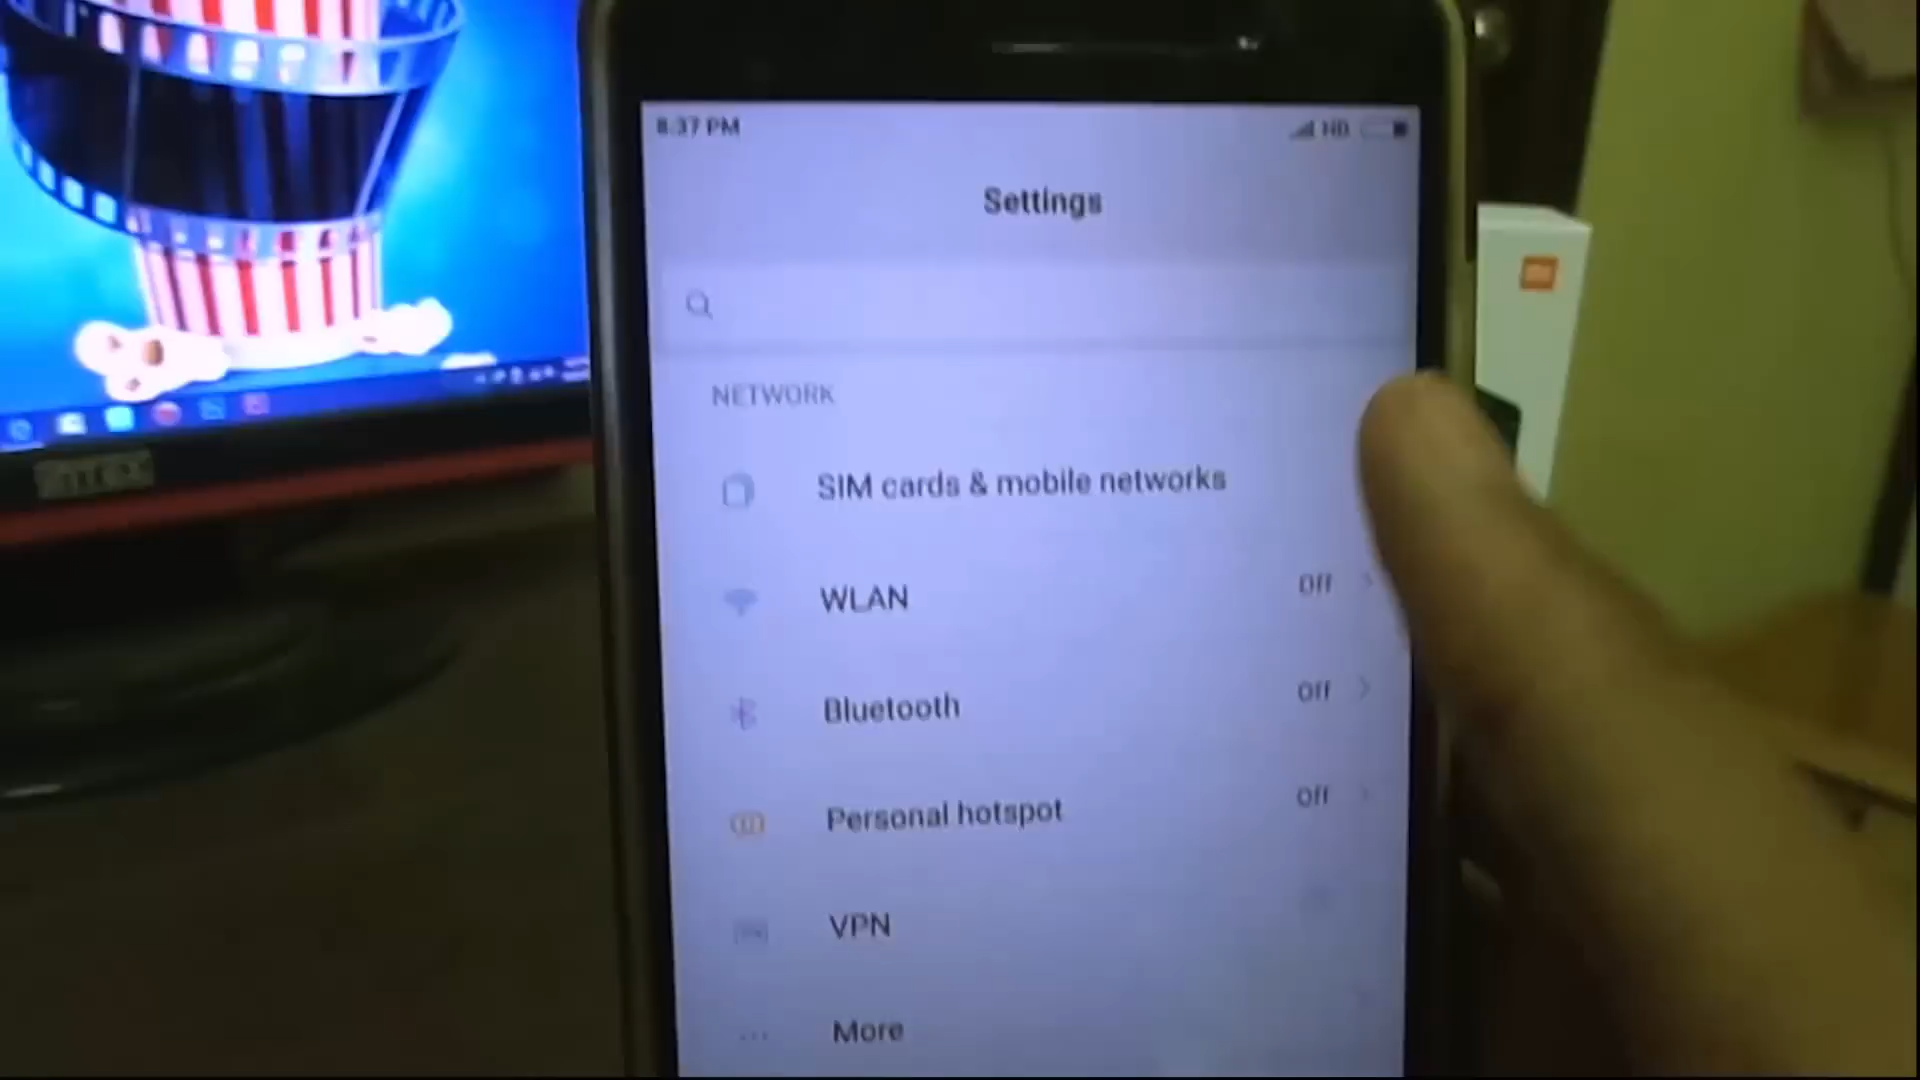 8:37 PM
HD
Settings
NETWORK
SIM cards & mobile networks
WLAN
Off
Bluetooth
Off
Personal hotspot
Off
VPN
More